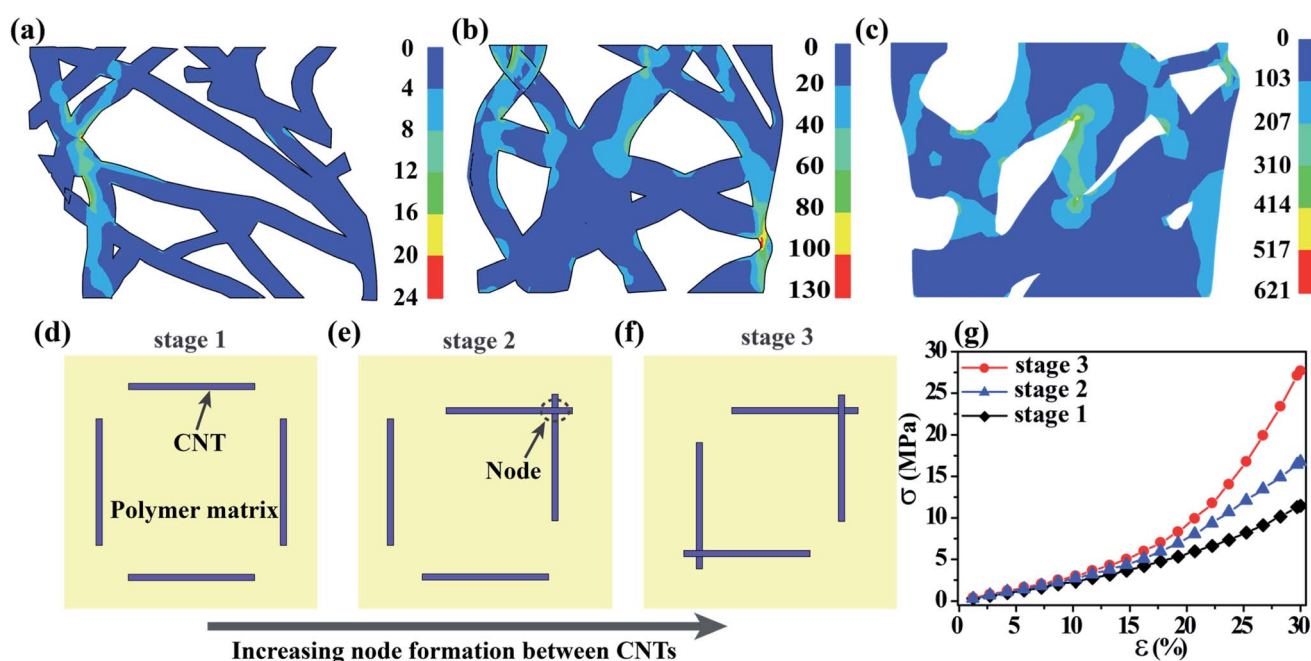 (a)
0
4
8
12
16
20
24
(b)
0
20
40
60
80
100
130
(c)
0
103
207
310
414
517
621
(d)
stage 1
CNT
Polymer matrix
(e)
stage 2
Node
(f)
stage 3
Increasing node formation between CNTs
(g)
stage 3
stage 2
stage 1
σ (MPa)
30
25
20
15
10
5
0
0 5 10 15 20 25 30
ε (%)